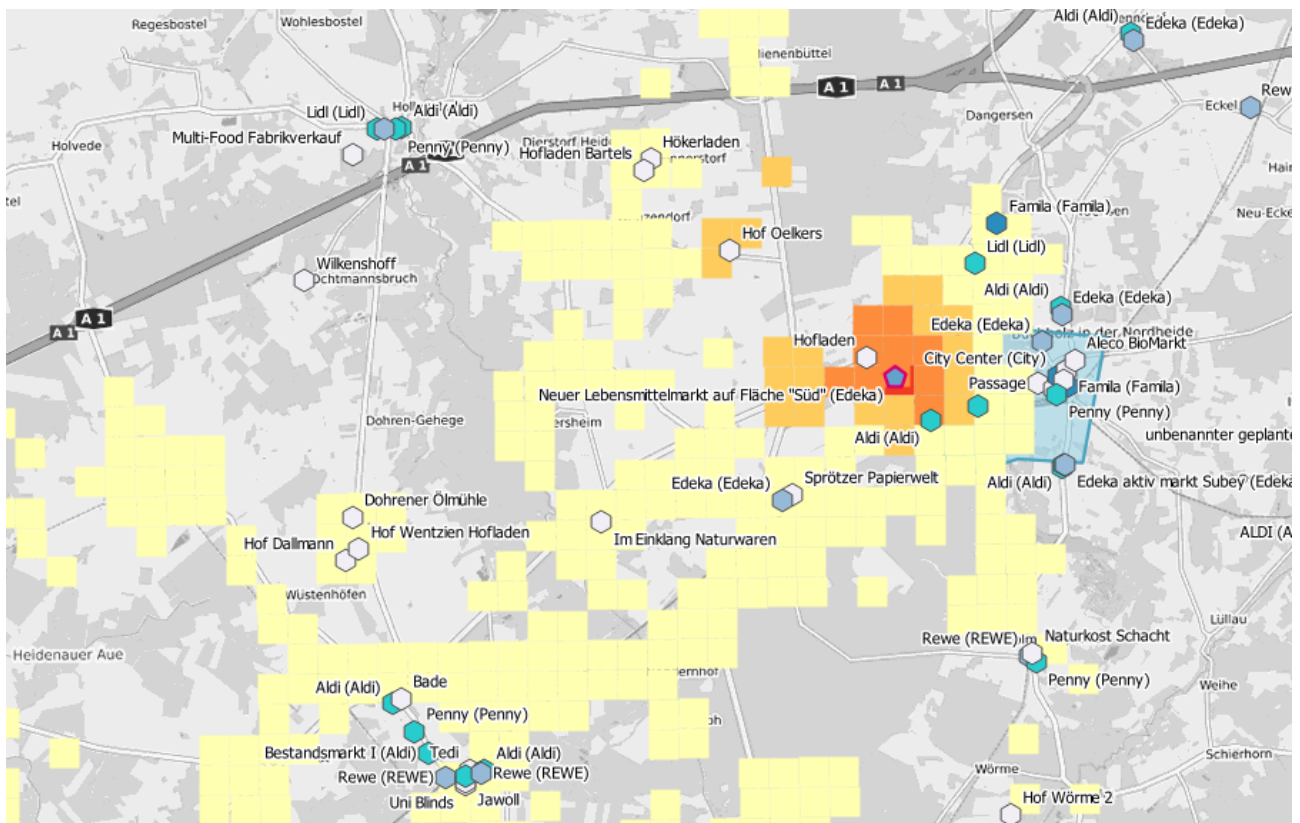 Regesbostel
Wohlesbostel
Aldi (Aldi)
Edeka (Edeka)
A 1
A 1
Eckel
Dangersen
Lidl (Lidl)
Aldi (Aldi)
Multi-Food Fabrikverkauf
Penny (Penny)
Holvede
A 1
Dierstorf Heide
Hökerladen
Hofladen Bartels
Famila (Famila)
Neu-Ecke
Hof Oelkers
Lidl (Lidl)
Wilkenshoff
Ochtmannsbruch
Aldi (Aldi)
Edeka (Edeka)
A 1
A 1
Edeka (Edeka)
Hofladen
Aleco BioMarkt
City Center (City)
Passage
Famila (Famila)
Neuer Lebensmittelmarkt auf Fläche "Süd" (Edeka)
Penny (Penny)
Dohren-Gehege
Aldi (Aldi)
unbenannter geplante
Edeka (Edeka)
Sprötzer Papierwelt
Aldi (Aldi)
Edeka aktiv markt Subey (Edeka
Dohrener Ölmühle
Hof Wentzien Hofladen
Hof Dallmann
Im Einklang Naturwaren
ALDI (A
Wüstenhöfen
Lüllau
Heidenauer Aue
Rewe (REWE)
Naturkost Schacht
Penny (Penny)
Weihe
Aldi (Aldi)
Bade
Penny (Penny)
Bestandsmarkt I (Aldi)
Tedi
Aldi (Aldi)
Schierhorn
Rewe (REWE)
Rewe (REWE)
Wörme
Uni Blinds
Jawoll
Hof Wörme 2